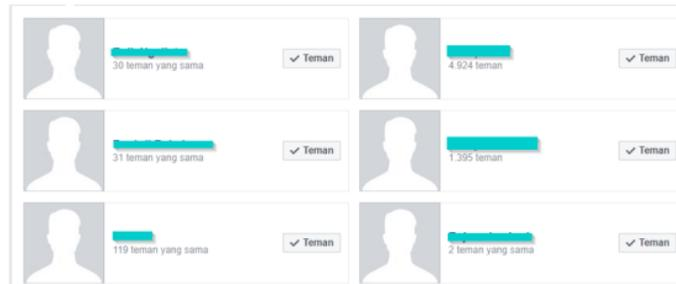 30 teman yang sama
✓ Teman
4.924 teman
✓ Teman
31 teman yang sama
✓ Teman
1.395 teman
✓ Teman
119 teman yang sama
✓ Teman
2 teman yang sama
✓ Teman